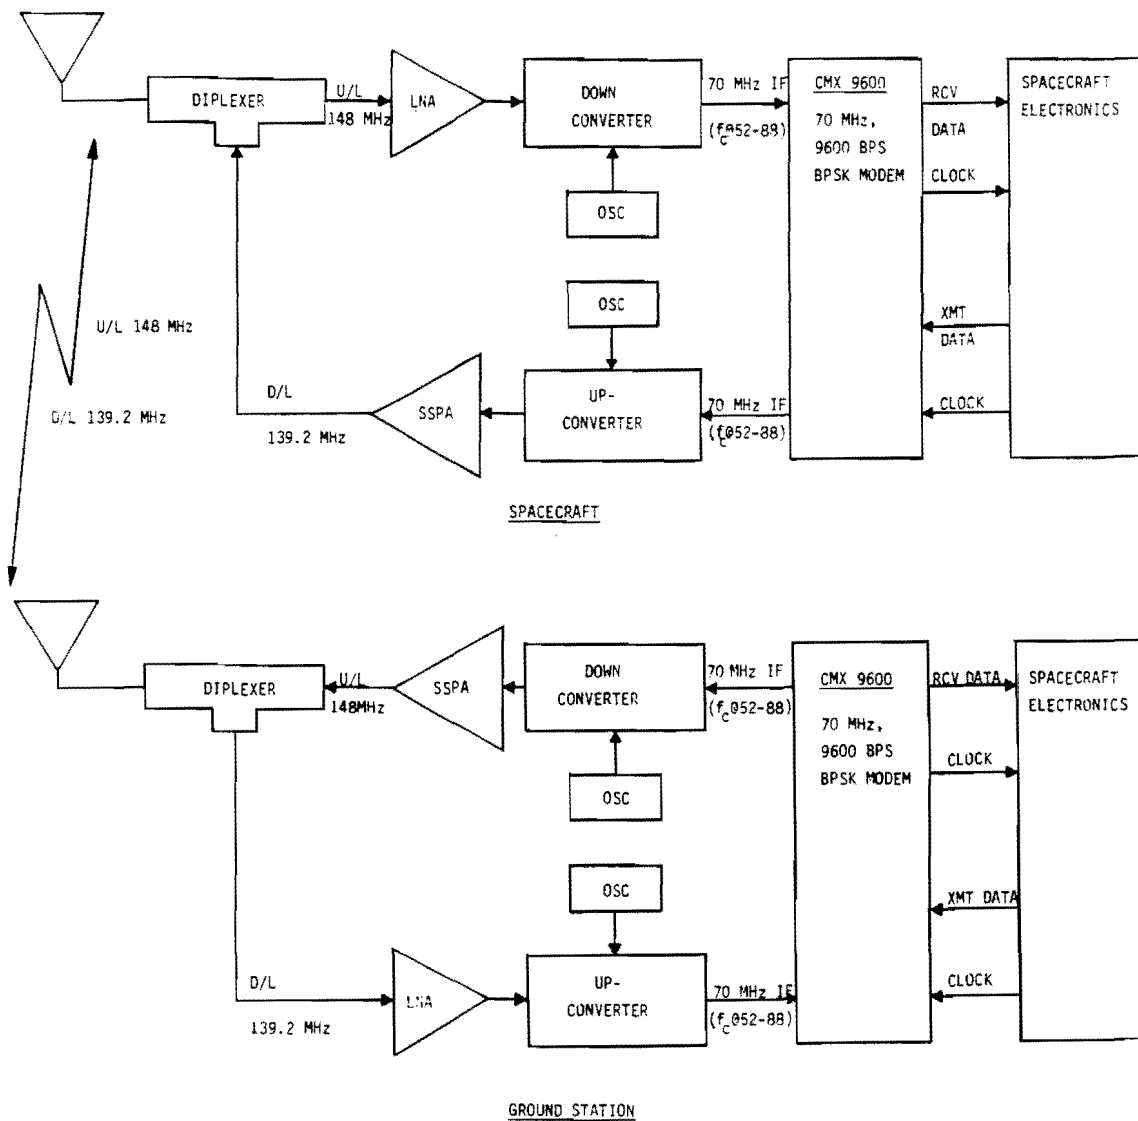 DIPLEXER
U/L
148 MHz
LNA
DOWN
CONVERTER
70 MHz IF
(fc@52-88)
CMX 9600
70 MHz,
9600 BPS
BPSK MODEM
RCV
DATA
CLOCK
SPACECRAFT
ELECTRONICS
OSC
OSC
U/L 148 MHz
D/L 139.2 MHz
D/L
139.2 MHz
SSPA
UP-
CONVERTER
70 MHz IF
(fc@52-88)
XMT
DATA
CLOCK
SPACECRAFT
DIPLEXER
U/L
148MHz
SSPA
DOWN
CONVERTER
70 MHz IF
(fc@52-88)
CMX 9600
70 MHz,
9600 BPS
BPSK MODEM
RCV DATA
CLOCK
SPACECRAFT
ELECTRONICS
OSC
OSC
D/L
139.2 MHz
LNA
UP-
CONVERTER
70 MHz IF
(fc@52-88)
XMT DATA
CLOCK
GROUND STATION